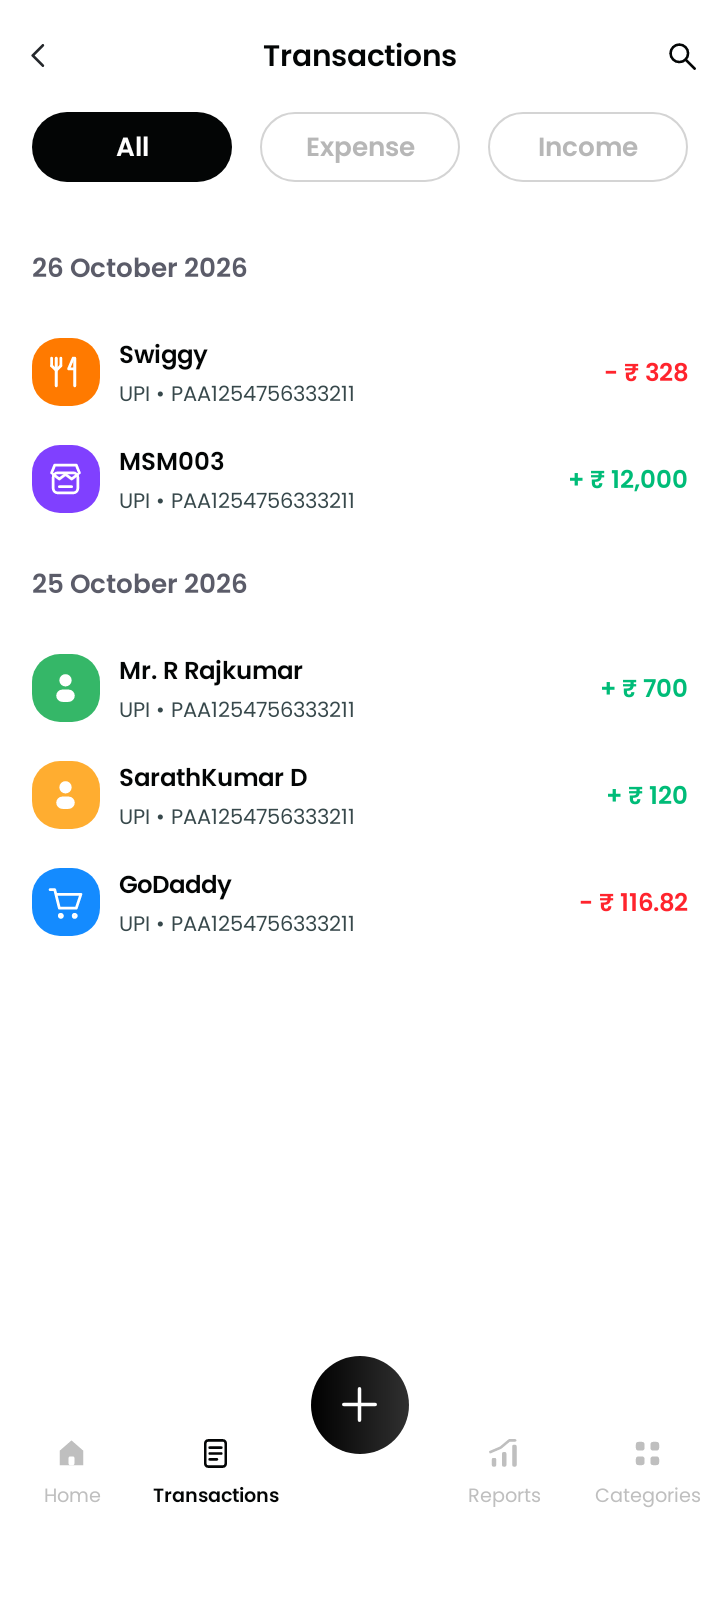 Transactions
All Expense Income
26 October 2026
Swiggy
UPI • PAA1254756333211
- ₹ 328
MSM003
UPI • PAA1254756333211
+ ₹ 12,000
25 October 2026
Mr. R Rajkumar
UPI • PAA1254756333211
+ ₹ 700
SarathKumar D
UPI • PAA1254756333211
+ ₹ 120
GoDaddy
UPI • PAA1254756333211
- ₹ 116.82
Home Transactions Reports Categories